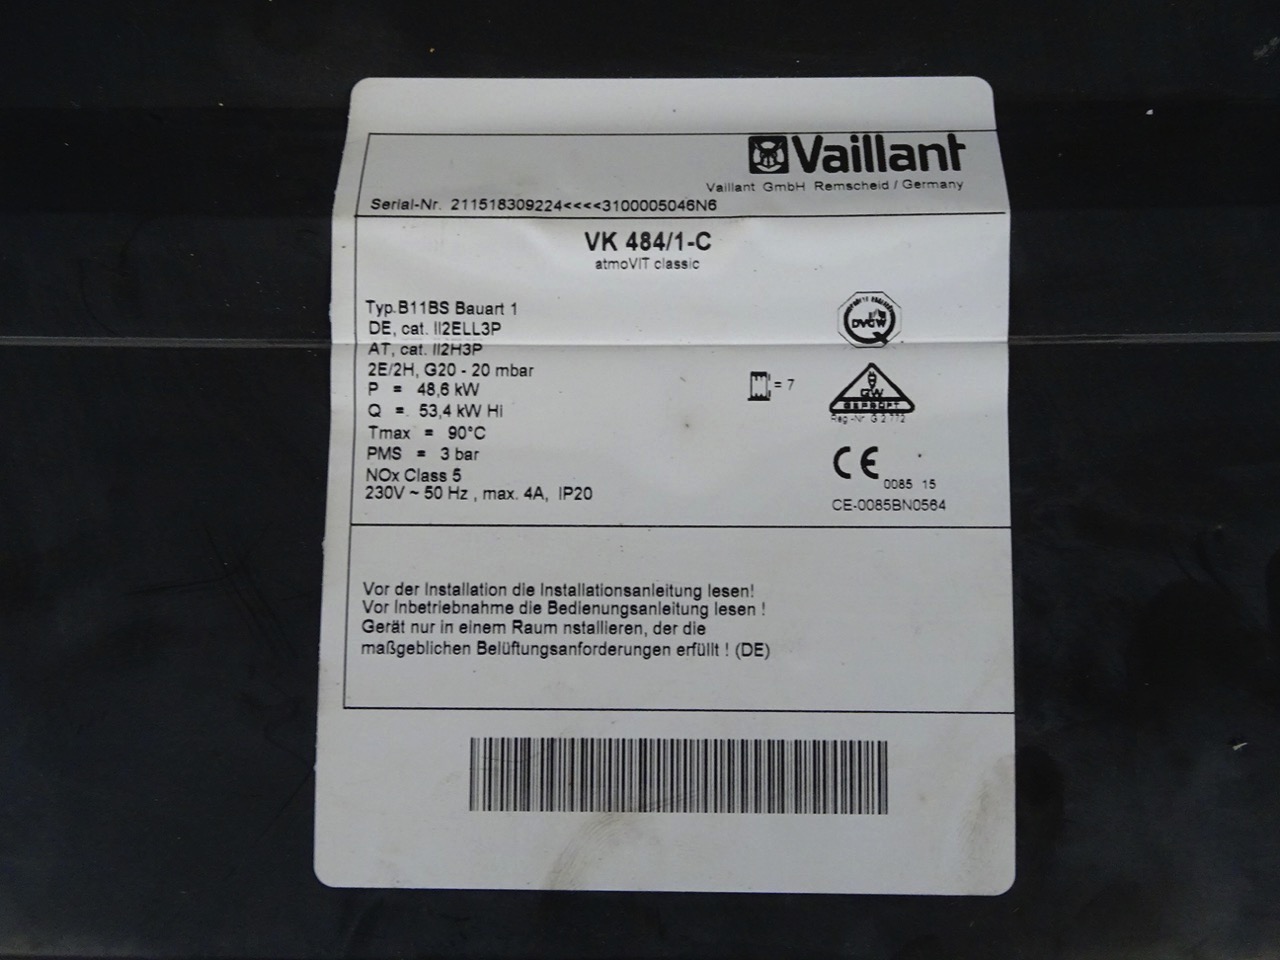 Vaillant
Vaillant GmbH Remscheid / Germany
Serial-Nr. 211518309224<<<<3100005046N6
VK 484/1-C
atmoVIT classic
Typ.B11BS Bauart 1
DE, cat. II2ELL3P
AT, cat. II2H3P
2E/2H, G20 - 20 mbar
P = 48,6 kW
Q = 53,4 kW Hi
Tmax = 90°C
PMS = 3 bar
NOx Class 5
230V ~ 50 Hz , max. 4A, IP20
= 7
DVGW
GW
GEPRÜFT
Reg.-Nr. G 2 772
CE
0085 15
CE-0085BN0564
Vor der Installation die Installationsanleitung lesen!
Vor Inbetriebnahme die Bedienungsanleitung lesen !
Gerät nur in einem Raum nstallieren, der die
maßgeblichen Belüftungsanforderungen erfüllt ! (DE)